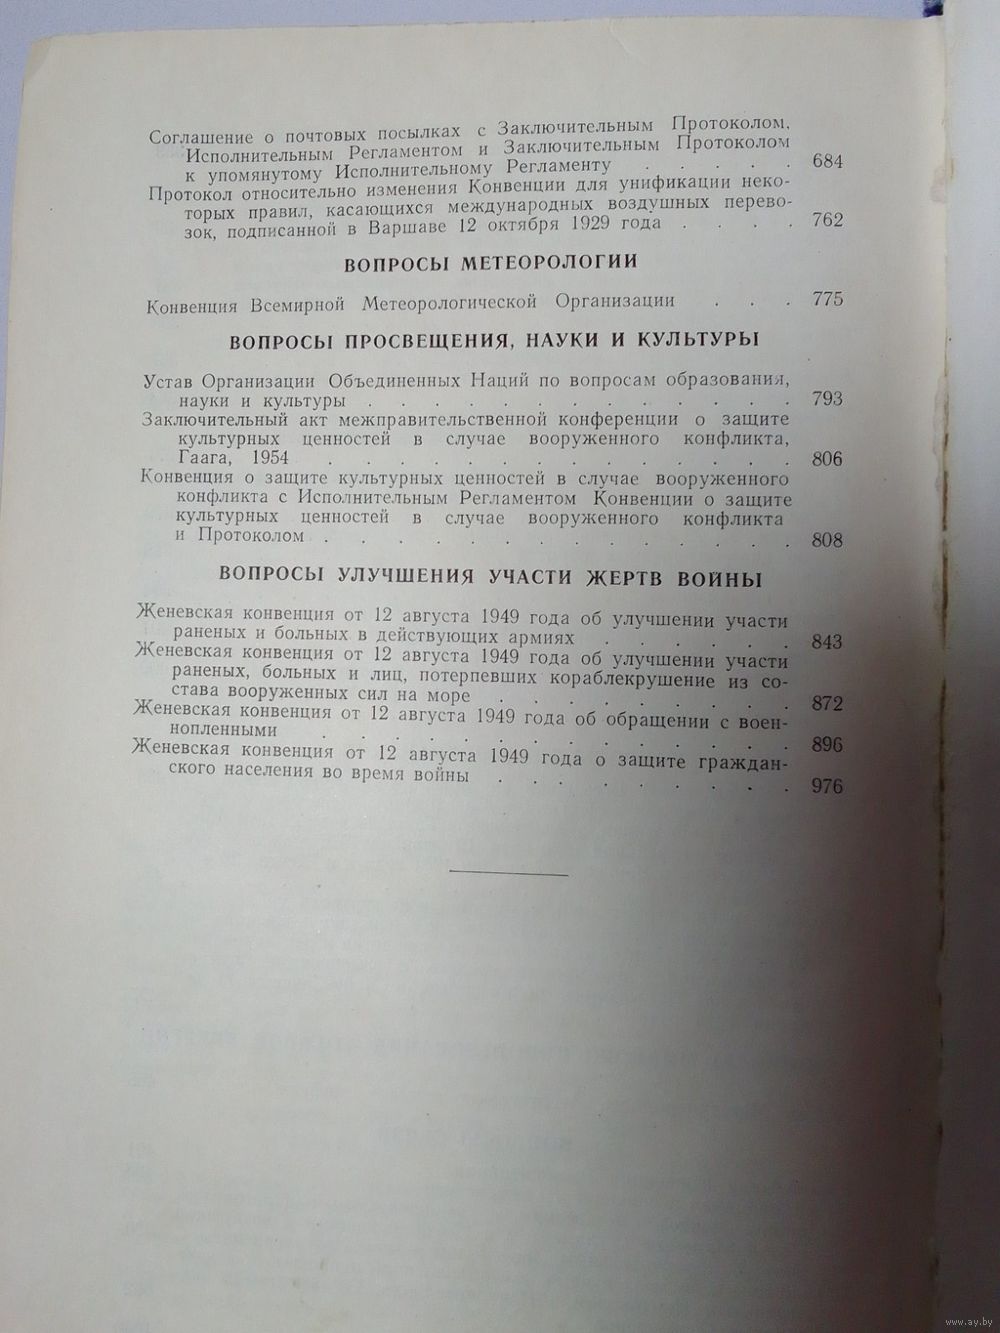 Соглашение о почтовых посылках с Заключительным Протоколом,
Исполнительным Регламентом и Заключительным Протоколом
к упомянутому Исполнительному Регламенту . . . . . 684
Протокол относительно изменения Конвенции для унификации неко-
торых правил, касающихся международных воздушных перево-
зок, подписанной в Варшаве 12 октября 1929 года . . . . 762
ВОПРОСЫ МЕТЕОРОЛОГИИ
Конвенция Всемирной Метеорологической Организации . . . 775
ВОПРОСЫ ПРОСВЕЩЕНИЯ, НАУКИ И КУЛЬТУРЫ
Устав Организации Объединенных Наций по вопросам образования,
науки и культуры . . . . . . . . . . . . . 793
Заключительный акт межправительственной конференции о защите
культурных ценностей в случае вооруженного конфликта,
Гаага, 1954 . . . . . . . . . . . . . . 806
Конвенция о защите культурных ценностей в случае вооруженного
конфликта с Исполнительным Регламентом Конвенции о защите
культурных ценностей в случае вооруженного конфликта
и Протоколом . . . . . . . . . . . . . . 808
ВОПРОСЫ УЛУЧШЕНИЯ УЧАСТИ ЖЕРТВ ВОЙНЫ
Женевская конвенция от 12 августа 1949 года об улучшении участи
раненых и больных в действующих армиях . . . . . . 843
Женевская конвенция от 12 августа 1949 года об улучшении участи
раненых, больных и лиц, потерпевших кораблекрушение из со-
става вооруженных сил на море . . . . . . . . . 872
Женевская конвенция от 12 августа 1949 года об обращении с воен-
нопленными . . . . . . . . . . . . . . 896
Женевская конвенция от 12 августа 1949 года о защите граждан-
ского населения во время войны . . . . . . . . . 976
www.ay.by